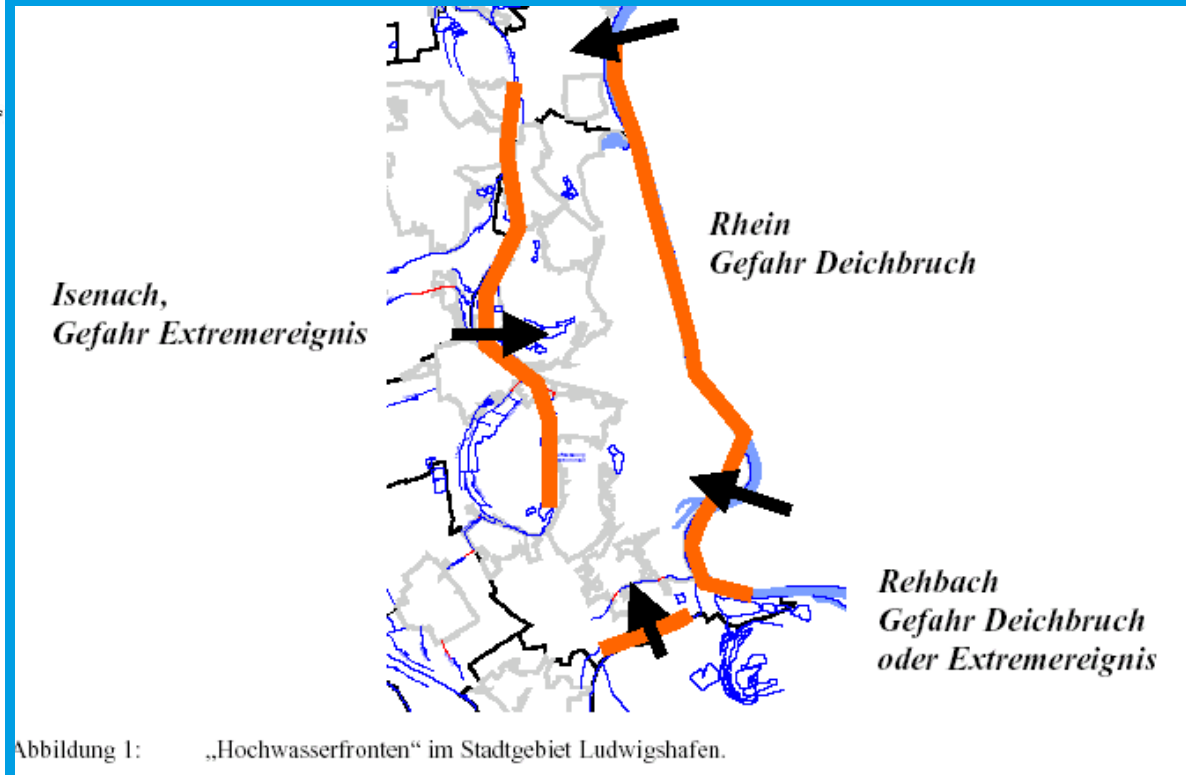 Rhein
Gefahr Deichbruch
Isenach,
Gefahr Extremereignis
Rehbach
Gefahr Deichbruch
oder Extremereignis
Abbildung 1: „Hochwasserfronten“ im Stadtgebiet Ludwigshafen.